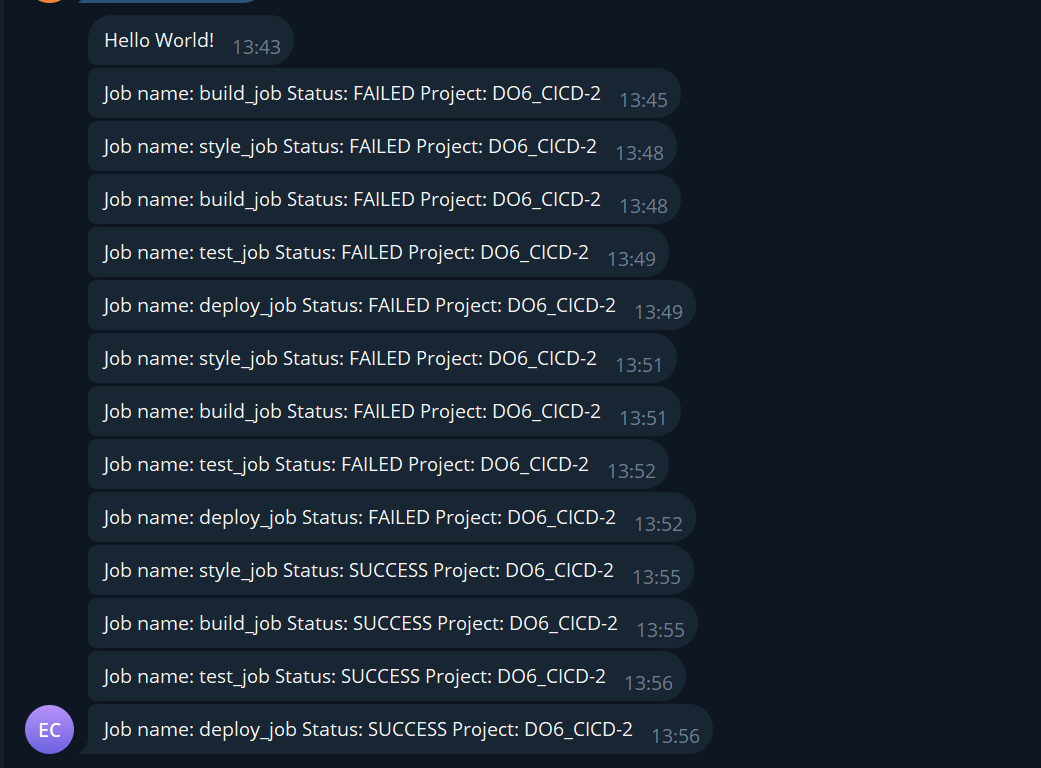 Hello World! 13:43
Job name: build_job Status: FAILED Project: DO6_CICD-2 13:45
Job name: style_job Status: FAILED Project: DO6_CICD-2 13:48
Job name: build_job Status: FAILED Project: DO6_CICD-2 13:48
Job name: test_job Status: FAILED Project: DO6_CICD-2 13:49
Job name: deploy_job Status: FAILED Project: DO6_CICD-2 13:49
Job name: style_job Status: FAILED Project: DO6_CICD-2 13:51
Job name: build_job Status: FAILED Project: DO6_CICD-2 13:51
Job name: test_job Status: FAILED Project: DO6_CICD-2 13:52
Job name: deploy_job Status: FAILED Project: DO6_CICD-2 13:52
Job name: style_job Status: SUCCESS Project: DO6_CICD-2 13:55
Job name: build_job Status: SUCCESS Project: DO6_CICD-2 13:55
Job name: test_job Status: SUCCESS Project: DO6_CICD-2 13:56
EC Job name: deploy_job Status: SUCCESS Project: DO6_CICD-2 13:56